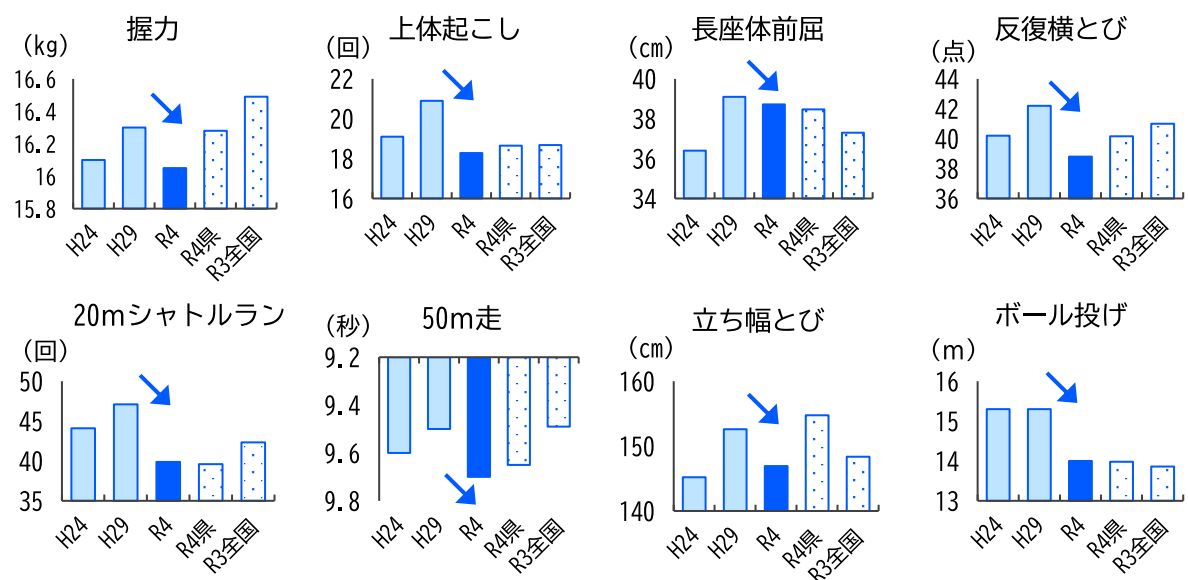 握力
(kg)
16.6
16.4
16.2
16
15.8
H24
H29
R4
R4県
R3全国
上体起こし
(回)
22
20
18
16
H24
H29
R4
R4県
R3全国
長座体前屈
(cm)
40
38
36
34
H24
H29
R4
R4県
R3全国
反復横とび
(点)
44
42
40
38
36
H24
H29
R4
R4県
R3全国
20mシャトルラン
(回)
50
45
40
35
H24
H29
R4
R4県
R3全国
50m走
(秒)
9.2
9.4
9.6
9.8
H24
H29
R4
R4県
R3全国
立ち幅とび
(cm)
160
150
140
H24
H29
R4
R4県
R3全国
ボール投げ
(m)
16
15
14
13
H24
H29
R4
R4県
R3全国